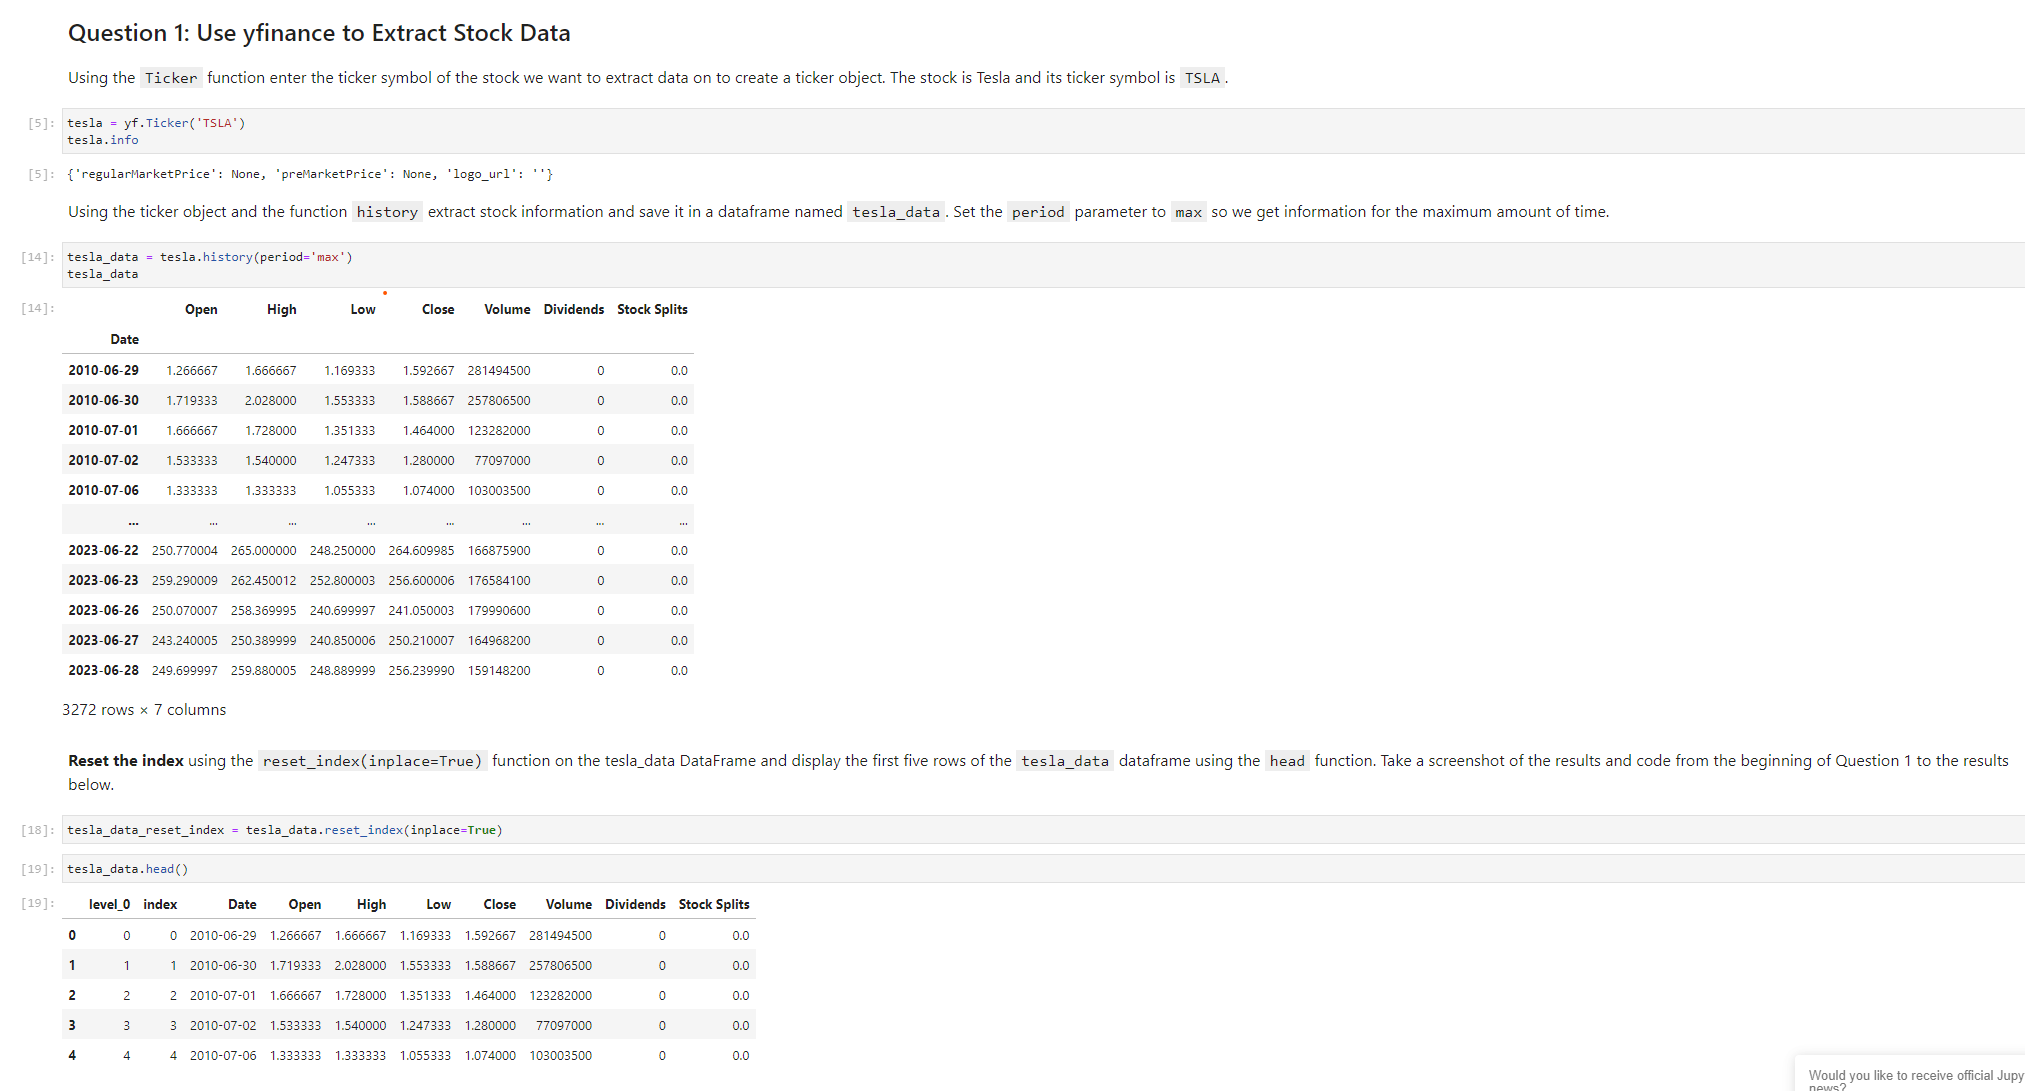 Question 1: Use yfinance to Extract Stock Data
Using the Ticker function enter the ticker symbol of the stock we want to extract data on to create a ticker object. The stock is Tesla and its ticker symbol is TSLA.
[5]: tesla = yf.Ticker('TSLA')
tesla.info
[5]: {'regularMarketPrice': None, 'preMarketPrice': None, 'logo_url': ''}
Using the ticker object and the function history extract stock information and save it in a dataframe named tesla_data. Set the period parameter to max so we get information for the maximum amount of time.
[14]: tesla_data = tesla.history(period='max')
tesla_data
[14]: Open High Low Close Volume Dividends Stock Splits
Date
2010-06-29 1.266667 1.666667 1.169333 1.592667 281494500 0 0.0
2010-06-30 1.719333 2.028000 1.553333 1.588667 257806500 0 0.0
2010-07-01 1.666667 1.728000 1.351333 1.464000 123282000 0 0.0
2010-07-02 1.533333 1.540000 1.247333 1.280000 77097000 0 0.0
2010-07-06 1.333333 1.333333 1.055333 1.074000 103003500 0 0.0
... ... ... ... ... ... ... ...
2023-06-22 250.770004 265.000000 248.250000 264.609985 166875900 0 0.0
2023-06-23 259.290009 262.450012 252.800003 256.600006 176584100 0 0.0
2023-06-26 250.070007 258.369995 240.699997 241.050003 179990600 0 0.0
2023-06-27 243.240005 250.389999 240.850006 250.210007 164968200 0 0.0
2023-06-28 249.699997 259.880005 248.889999 256.239990 159148200 0 0.0
3272 rows × 7 columns
Reset the index using the reset_index(inplace=True) function on the tesla_data DataFrame and display the first five rows of the tesla_data dataframe using the head function. Take a screenshot of the results and code from the beginning of Question 1 to the results
below.
[18]: tesla_data_reset_index = tesla_data.reset_index(inplace=True)
[19]: tesla_data.head()
[19]: level_0 index Date Open High Low Close Volume Dividends Stock Splits
0 0 0 2010-06-29 1.266667 1.666667 1.169333 1.592667 281494500 0 0.0
1 1 1 2010-06-30 1.719333 2.028000 1.553333 1.588667 257806500 0 0.0
2 2 2 2010-07-01 1.666667 1.728000 1.351333 1.464000 123282000 0 0.0
3 3 3 2010-07-02 1.533333 1.540000 1.247333 1.280000 77097000 0 0.0
4 4 4 2010-07-06 1.333333 1.333333 1.055333 1.074000 103003500 0 0.0
Would you like to receive official Jupy
news?